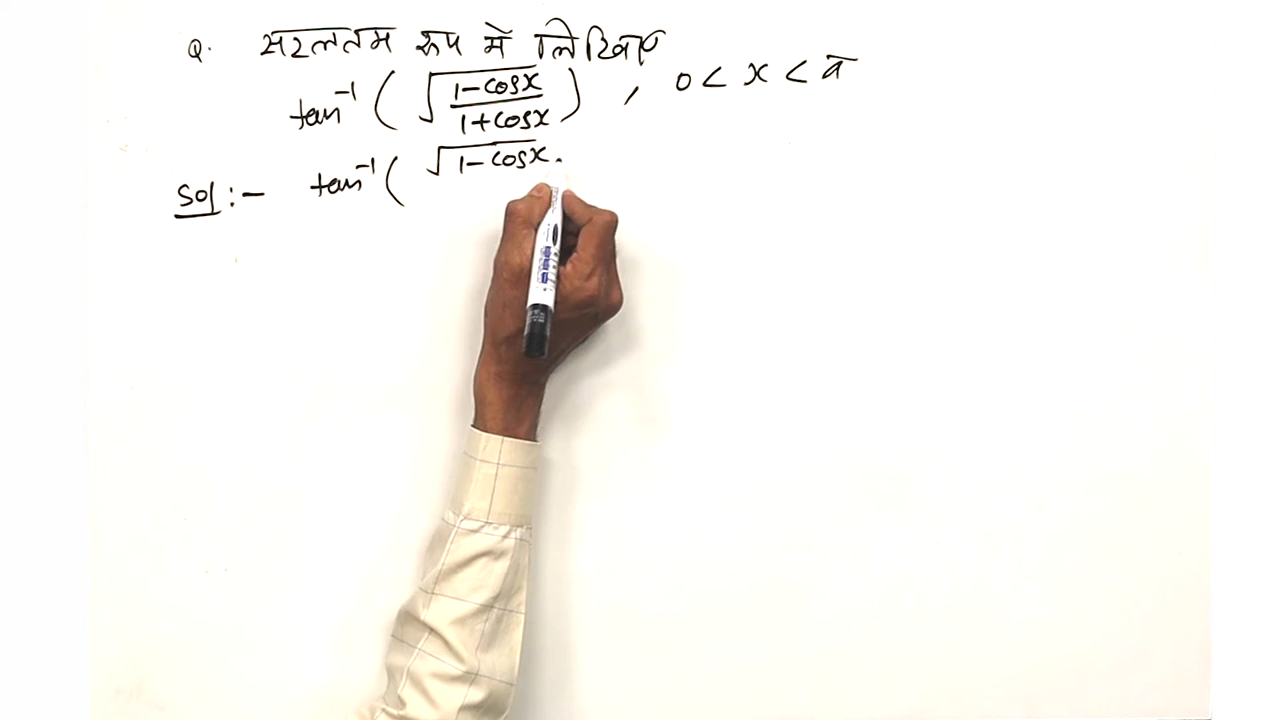 Q. सरलतम रूप में लिखिए
tan⁻¹ ( √(1-cosx / 1+cosx) ) , 0 < x < π
Sol :- tan⁻¹ ( √1-cosx